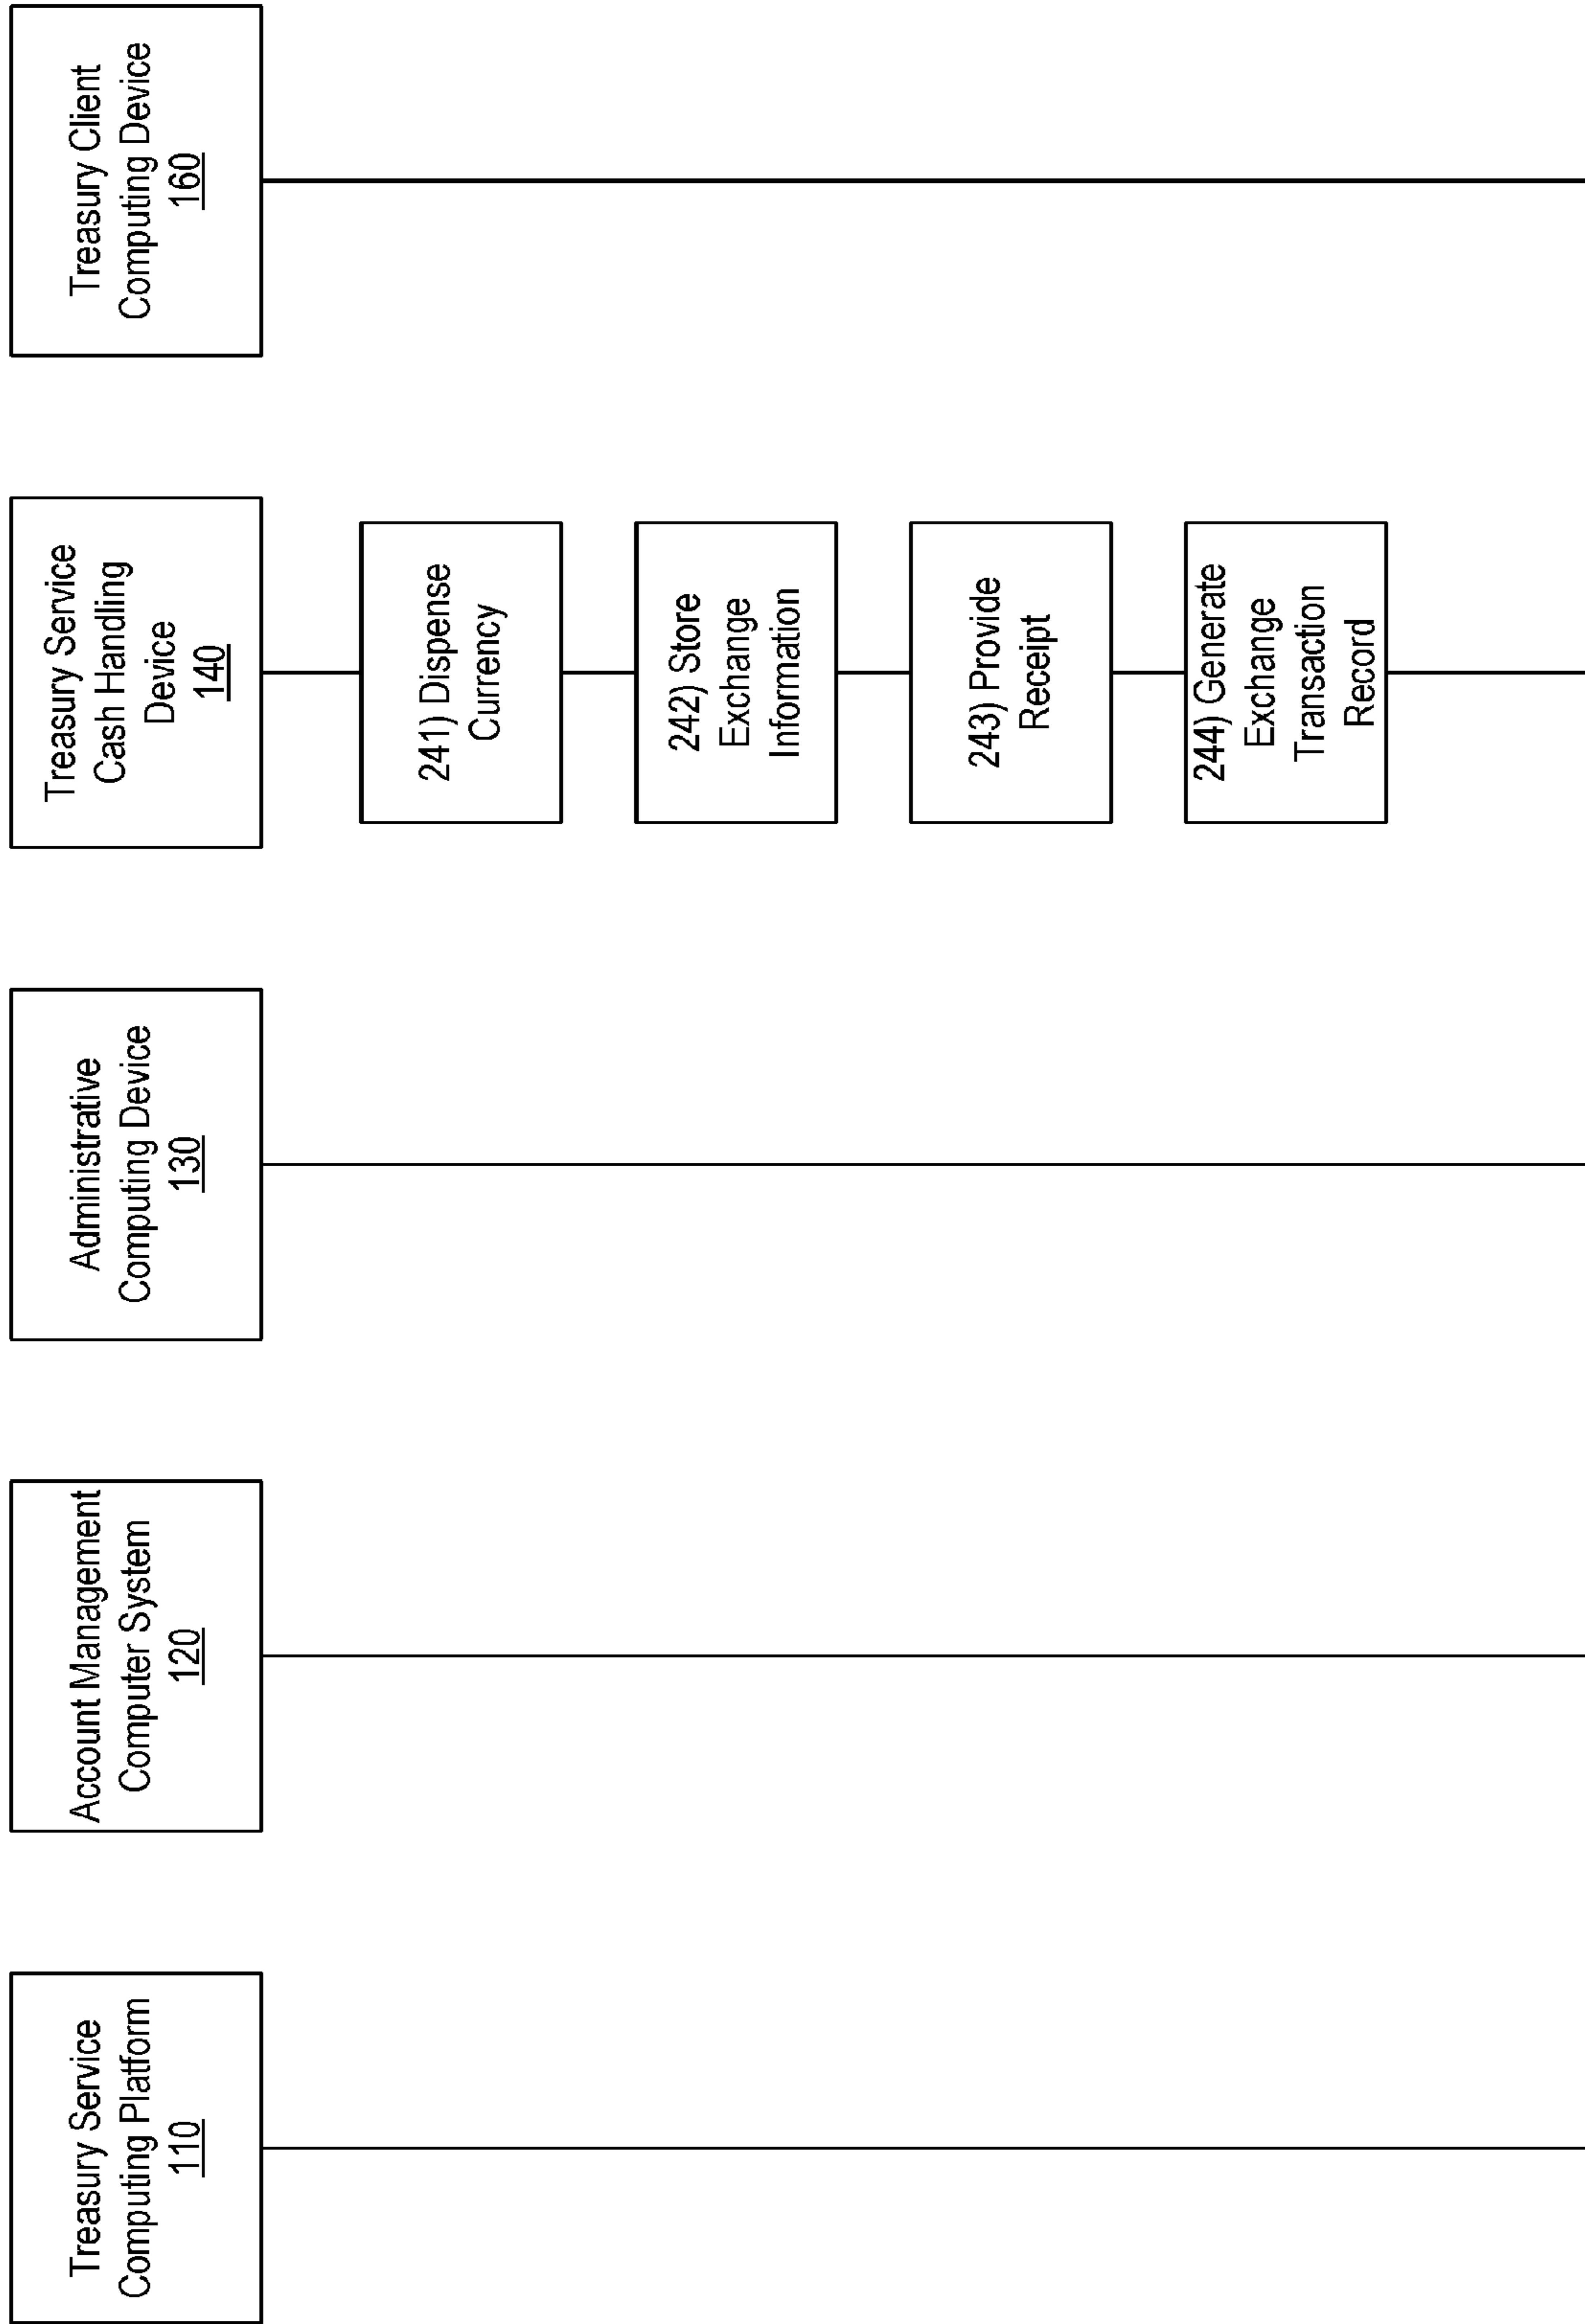 Treasury Service
Computing Platform
110
Account Management
Computer System
120
Administrative
Computing Device
130
Treasury Service
Cash Handling
Device
140
Treasury Client
Computing Device
160
241) Dispense
Currency
242) Store
Exchange
Information
243) Provide
Receipt
244) Generate
Exchange
Transaction
Record